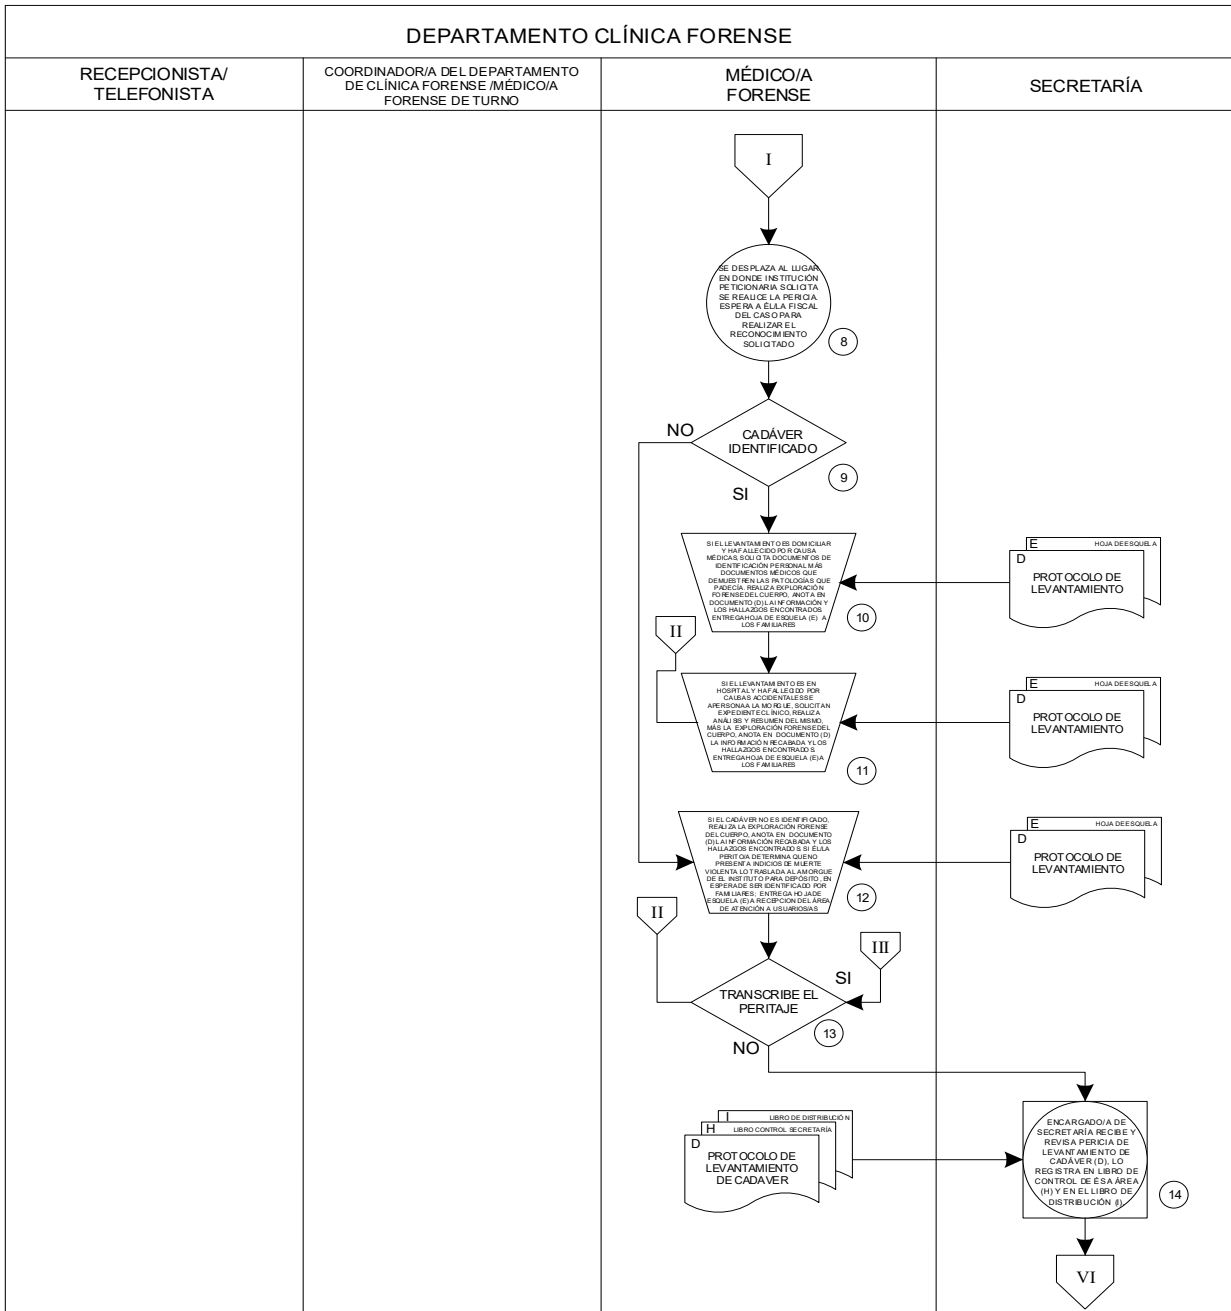 DEPARTAMENTO CLÍNICA FORENSE
RECEPCIONISTA/
TELEFONISTA
COORDINADOR/A DEL DEPARTAMENTO
DE CLÍNICA FORENSE /MÉDICO/A
FORENSE DE TURNO
MÉDICO/A
FORENSE
SECRETARÍA
I
SE DESPLAZA AL LUGAR
EN DONDE INSTITUCIÓN
PETICIONARIA SOLICITA
SE REALICE LA PERICIA.
ESPERA A ÉL/LA FISCAL
DEL CASO PARA
REALIZAR EL
RECONOCIMIENTO
SOLICITADO
8
NO
CADÁVER
IDENTIFICADO
9
SI
SI EL LEVANTAMIENTO ES DOMICILIAR
Y HA FALLECIDO POR CAUSA
MÉDICAS, SOLICITA DOCUMENTOS DE
IDENTIFICACIÓN PERSONAL MÁS
DOCUMENTOS MÉDICOS QUE
DEMUESTREN LAS PATOLOGÍAS QUE
PADECÍA. REALIZA EXPLORACIÓN
FORENSE DEL CUERPO, ANOTA EN
DOCUMENTO (D) LA INFORMACIÓN Y
LOS HALLAZGOS ENCONTRADOS.
ENTREGA HOJA DE ESQUELA (E) A
LOS FAMILIARES
10
E
HOJA DE ESQUELA
D
PROTOCOLO DE
LEVANTAMIENTO
II
SI EL LEVANTAMIENTO ES EN
HOSPITAL Y HA FALLECIDO POR
CAUSAS ACCIDENTALES SE
APERSONA A LA MORGUE, SOLICITAN
EXPEDIENTE CLÍNICO, REALIZA
ANÁLISIS Y RESUMEN DEL MISMO,
MÁS LA EXPLORACIÓN FORENSE DEL
CUERPO, ANOTA EN DOCUMENTO (D)
LA INFORMACIÓN RECABADA Y LOS
HALLAZGOS ENCONTRADOS.
ENTREGA HOJA DE ESQUELA (E) A
LOS FAMILIARES
11
E
HOJA DE ESQUELA
D
PROTOCOLO DE
LEVANTAMIENTO
SI EL CADÁVER NO ES IDENTIFICADO,
REALIZA LA EXPLORACIÓN FORENSE
DEL CUERPO, ANOTA EN DOCUMENTO
(D) LA INFORMACIÓN RECABADA Y LOS
HALLAZGOS ENCONTRADOS. SI ÉL/LA
PERITO/A DETERMINA QUE NO
PRESENTA INDICIOS DE MUERTE
VIOLENTA LO TRASLADA AL A MORGUE
DE EL INSTITUTO PARA DEPÓSITO, EN
ESPERA DE SER IDENTIFICADO POR
FAMILIARES; ENTREGA HOJA DE
ESQUELA (E) A RECEPCION DEL ÁREA
DE ATENCIÓN A USUARIOS/AS
12
E
HOJA DE ESQUELA
D
PROTOCOLO DE
LEVANTAMIENTO
II
III
SI
TRANSCRIBE EL
PERITAJE
13
NO
I
LIBRO DE DISTRIBUCIÓN
H
LIBRO CONTROL SECRETARÍA
D
PROTOCOLO DE
LEVANTAMIENTO
DE CADAVER
ENCARGADO/A DE
SECRETARÍA RECIBE Y
REVISA PERICIA DE
LEVANTAMIENTO DE
CADÁVER (D), LO
REGISTRA EN LIBRO DE
CONTROL DE ÉSA ÁREA
(H) Y EN EL LIBRO DE
DISTRIBUCIÓN (I).
14
VI